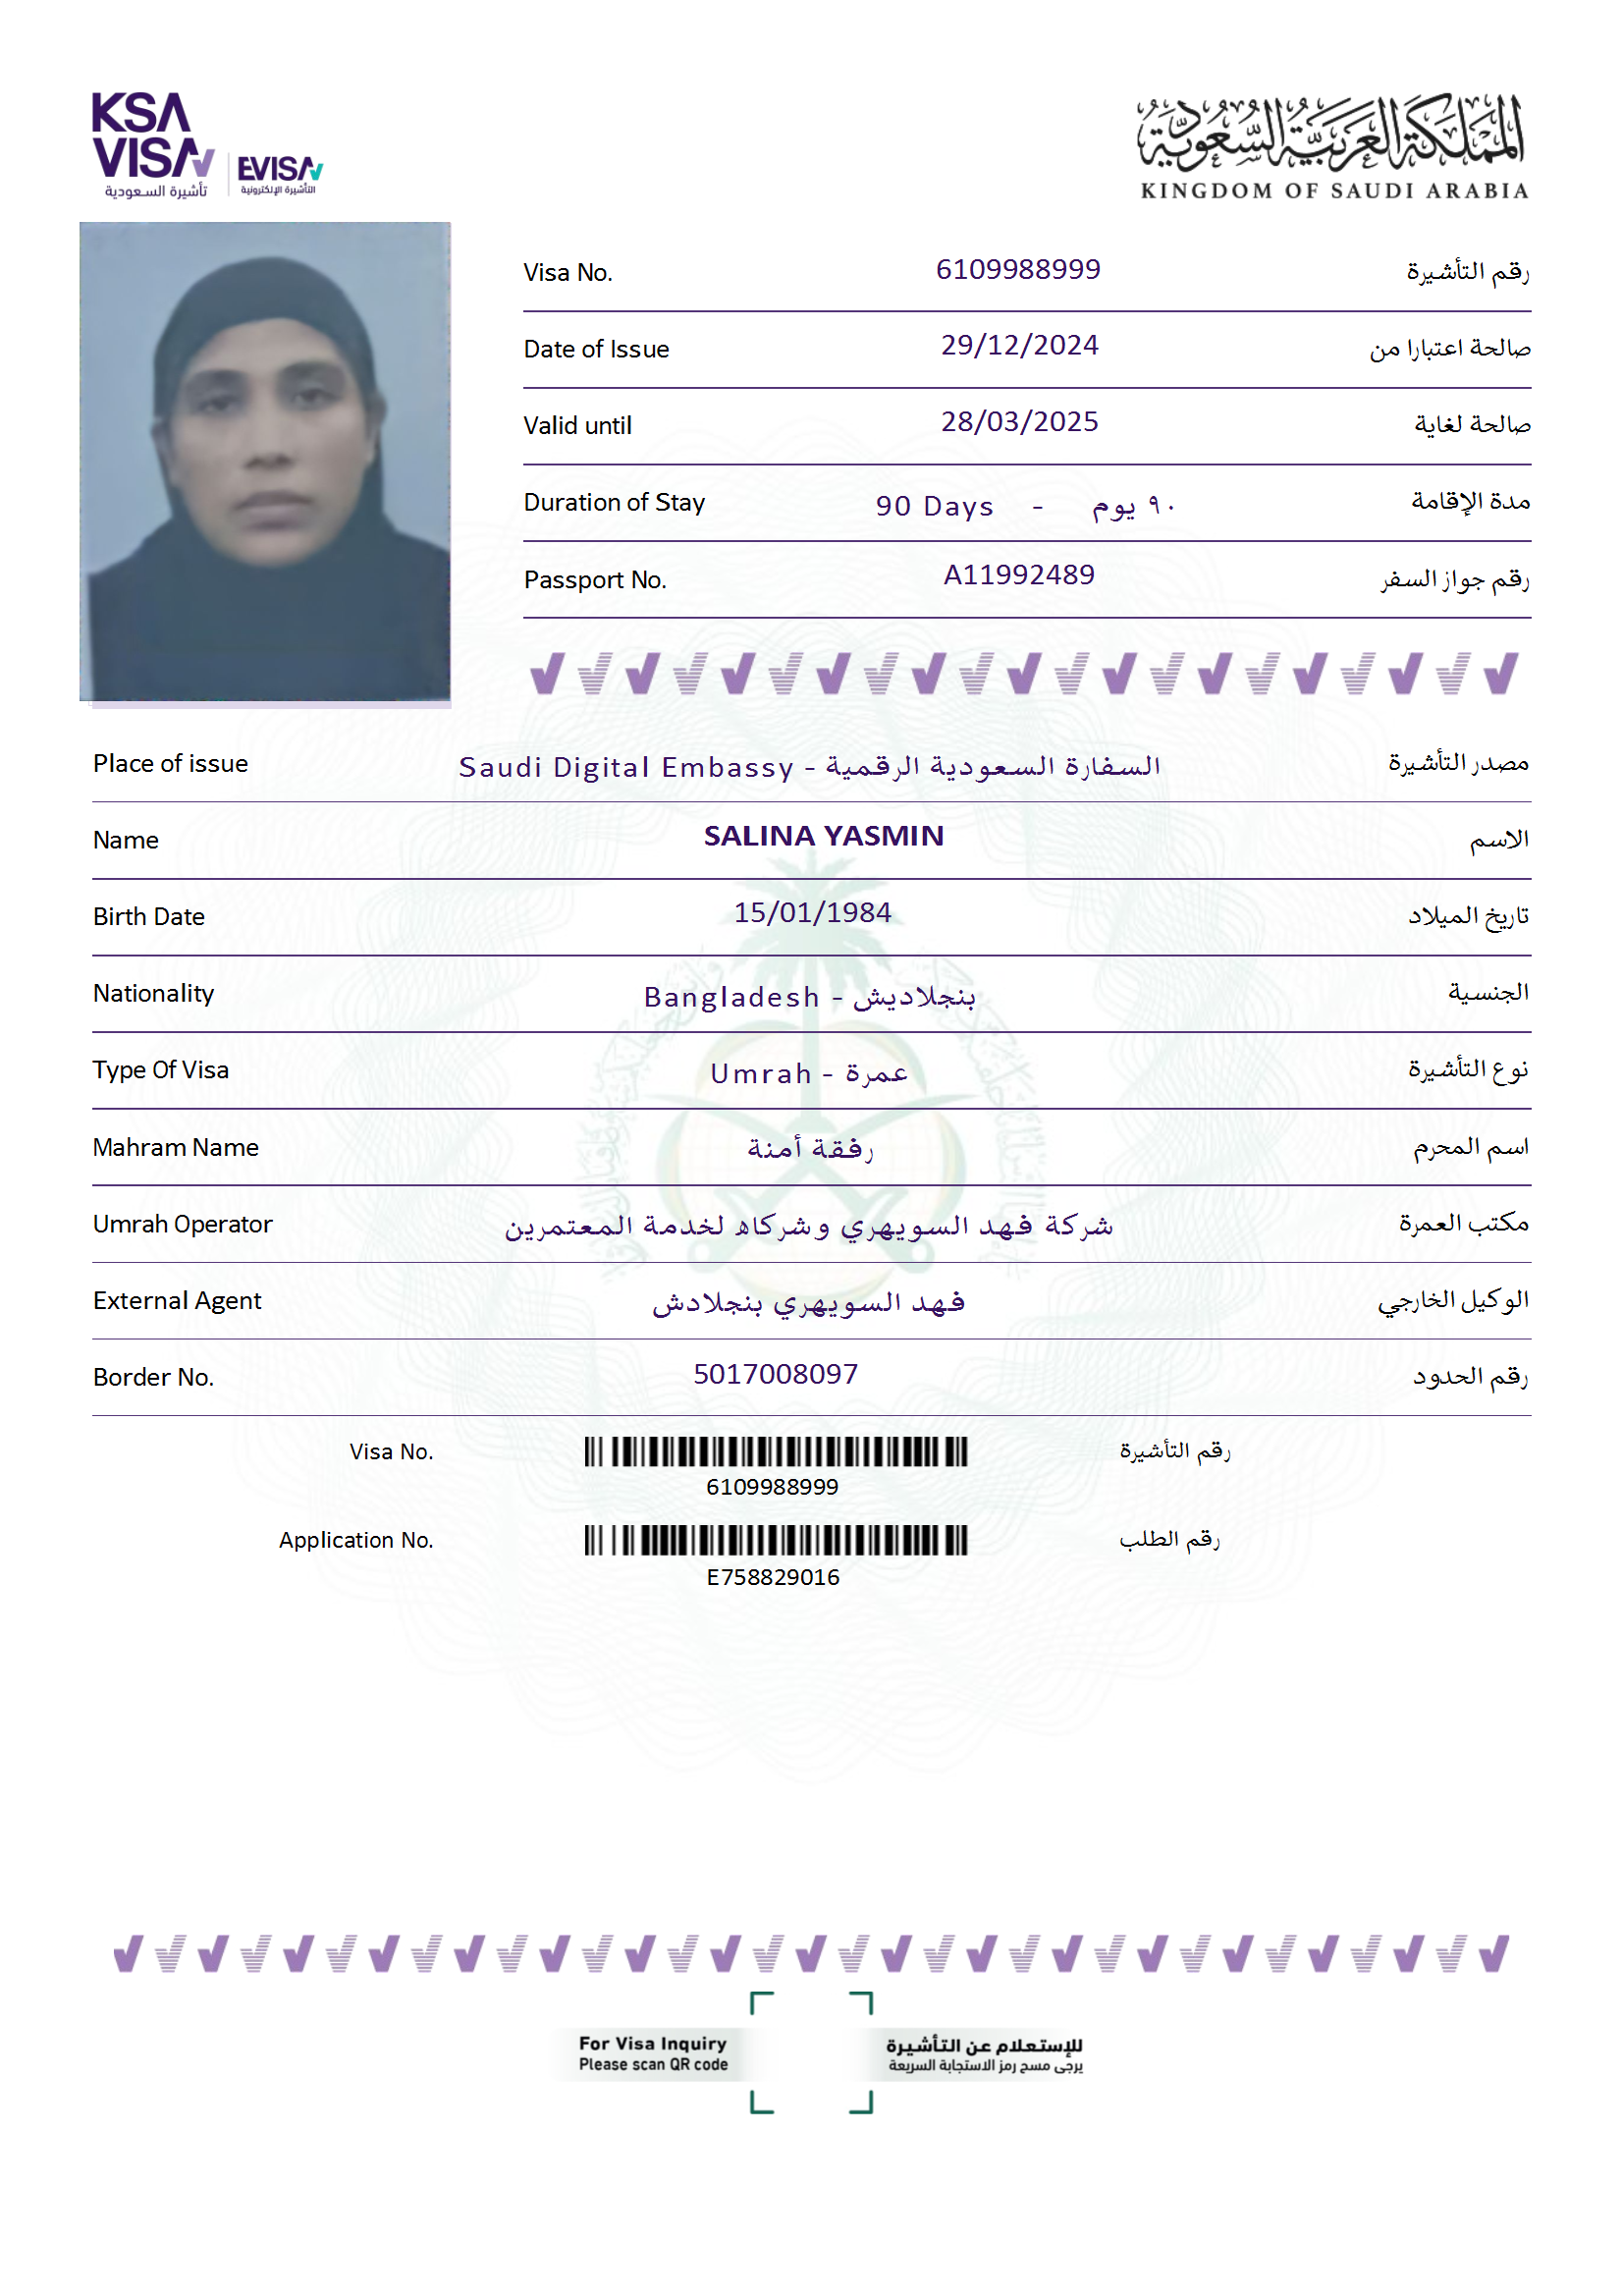 KSA
VISA
تأشيرة السعودية
EVISA
التأشيرة الإلكترونية
المملكة العربية السعودية
KINGDOM OF SAUDI ARABIA
Visa No. 6109988999 رقم التأشيرة
Date of Issue 29/12/2024 صالحة اعتبارا من
Valid until 28/03/2025 صالحة لغاية
Duration of Stay 90 Days - ٩٠ يوم مدة الإقامة
Passport No. A11992489 رقم جواز السفر
Place of issue Saudi Digital Embassy - السفارة السعودية الرقمية مصدر التأشيرة
Name SALINA YASMIN الاسم
Birth Date 15/01/1984 تاريخ الميلاد
Nationality Bangladesh - بنجلاديش الجنسية
Type Of Visa Umrah - عمرة نوع التأشيرة
Mahram Name رفقة أمنة اسم المحرم
Umrah Operator شركة فهد السويهري وشركاه لخدمة المعتمرين مكتب العمرة
External Agent فهد السويهري بنجلادش الوكيل الخارجي
Border No. 5017008097 رقم الحدود
Visa No. رقم التأشيرة
6109988999
Application No. رقم الطلب
E758829016
For Visa Inquiry للإستعلام عن التأشيرة
Please scan QR code يرجى مسح رمز الاستجابة السريعة